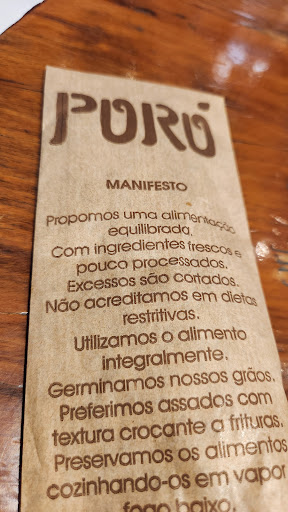 PORÓ
MANIFESTO
Propomos uma alimentação
equilibrada,
Com ingredientes frescos e
pouco processados.
Excessos são cortados.
Não acreditamos em dietas
restritivas.
Utilizamos o alimento
integralmente.
Germinamos nossos grãos.
Preferimos assados com
textura crocante a frituras.
Preservamos os alimentos
cozinhando-os em vapor
fogo baixo.